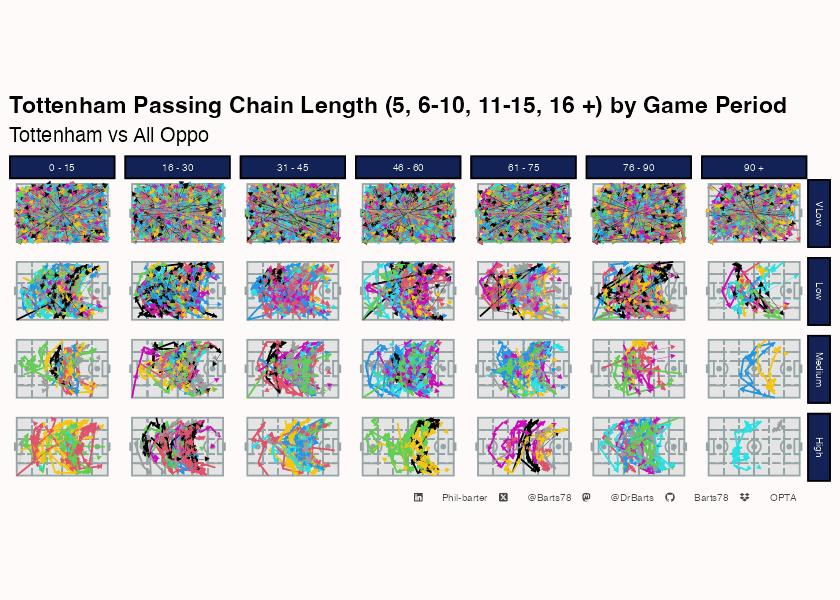 Tottenham Passing Chain Length (5, 6-10, 11-15, 16 +) by Game Period
Tottenham vs All Oppo
0 - 15 16 - 30 31 - 45 46 - 60 61 - 75 76 - 90 90 +
V Low
Low
Medium
High
Phil-barter @Barts78 @DrBarts Barts78 OPTA